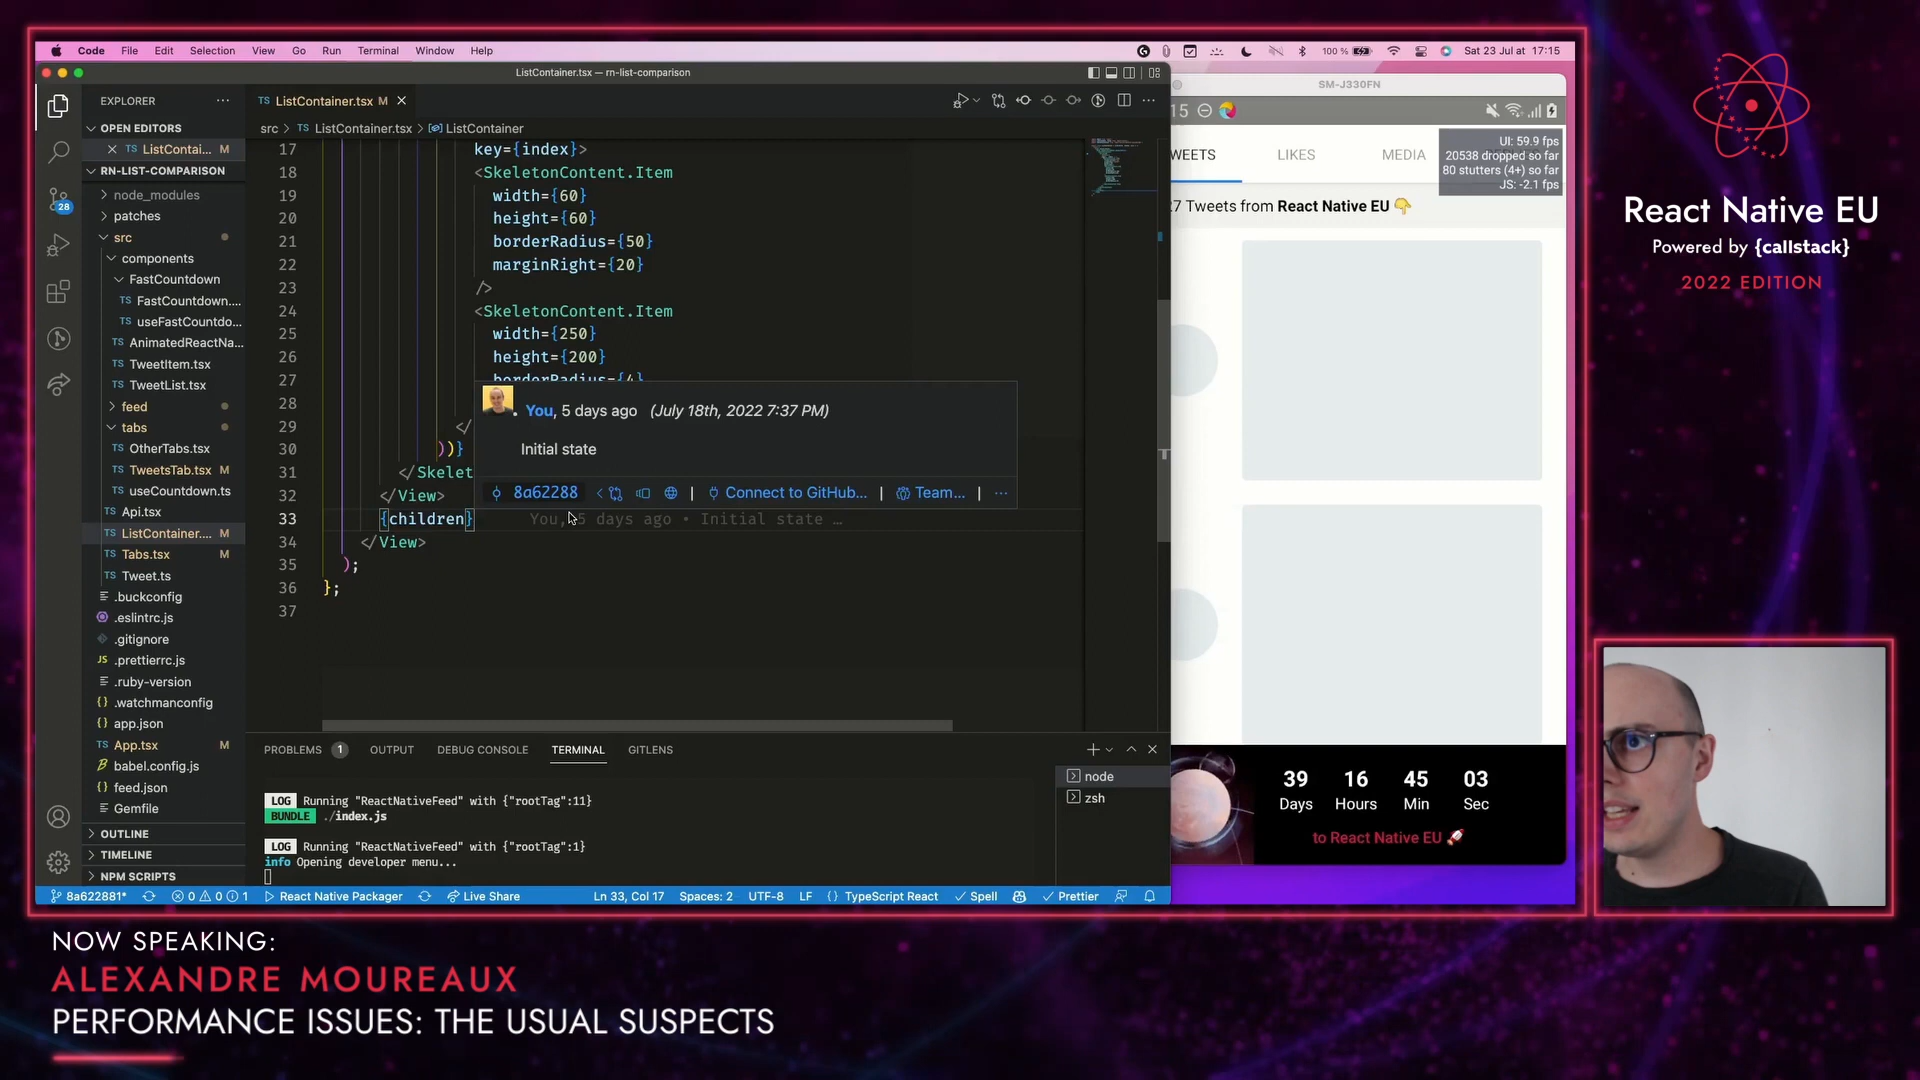 Code File Edit Selection View Go Run Terminal Window Help
100 % Sat 23 Jul at 17:15
ListContainer.tsx — rn-list-comparison
EXPLORER
OPEN EDITORS
ListContai... M
RN-LIST-COMPARISON
node_modules
patches
src
components
FastCountdown
TS FastCountdown....
TS useFastCountdo...
TS AnimatedReactNa...
TS TweetItem.tsx
TS TweetList.tsx
feed
tabs
TS OtherTabs.tsx
TS TweetsTab.tsx M
TS useCountdown.ts
TS Api.tsx
TS ListContainer.... M
TS Tabs.tsx M
TS Tweet.ts
.buckconfig
.eslintrc.js
.gitignore
JS .prettierrc.js
.ruby-version
.watchmanconfig
{} app.json
TS App.tsx M
babel.config.js
{} feed.json
Gemfile
OUTLINE
TIMELINE
NPM SCRIPTS
28
TS ListContainer.tsx M
src > TS ListContainer.tsx > ListContainer
17 key={index}>
18 <SkeletonContent.Item
19 width={60}
20 height={60}
21 borderRadius={50}
22 marginRight={20}
23 />
24 <SkeletonContent.Item
25 width={250}
26 height={200}
27 borderRadius={4}
28
29 </
30 ))}
31 </Skelet
32 </View>
33 {children} You, 5 days ago • Initial state …
34 </View>
35 );
36 };
37
You, 5 days ago (July 18th, 2022 7:37 PM)
Initial state
8a62288 | Connect to GitHub... | Team... | ...
PROBLEMS 1 OUTPUT DEBUG CONSOLE TERMINAL GITLENS
LOG Running "ReactNativeFeed" with {"rootTag":11}
BUNDLE ./index.js
LOG Running "ReactNativeFeed" with {"rootTag":1}
info Opening developer menu...
node
zsh
8a622881* 0 0 1 React Native Packager Live Share Ln 33, Col 17 Spaces: 2 UTF-8 LF {} TypeScript React Spell Prettier
SM-J330FN
15
WEETS LIKES MEDIA
UI: 59.9 fps
20538 dropped so far
80 stutters (4+) so far
JS: -2.1 fps
7 Tweets from React Native EU 👇
39 16 45 03
Days Hours Min Sec
to React Native EU 🚀
React Native EU
Powered by {callstack}
2022 EDITION
NOW SPEAKING:
ALEXANDRE MOUREAUX
PERFORMANCE ISSUES: THE USUAL SUSPECTS